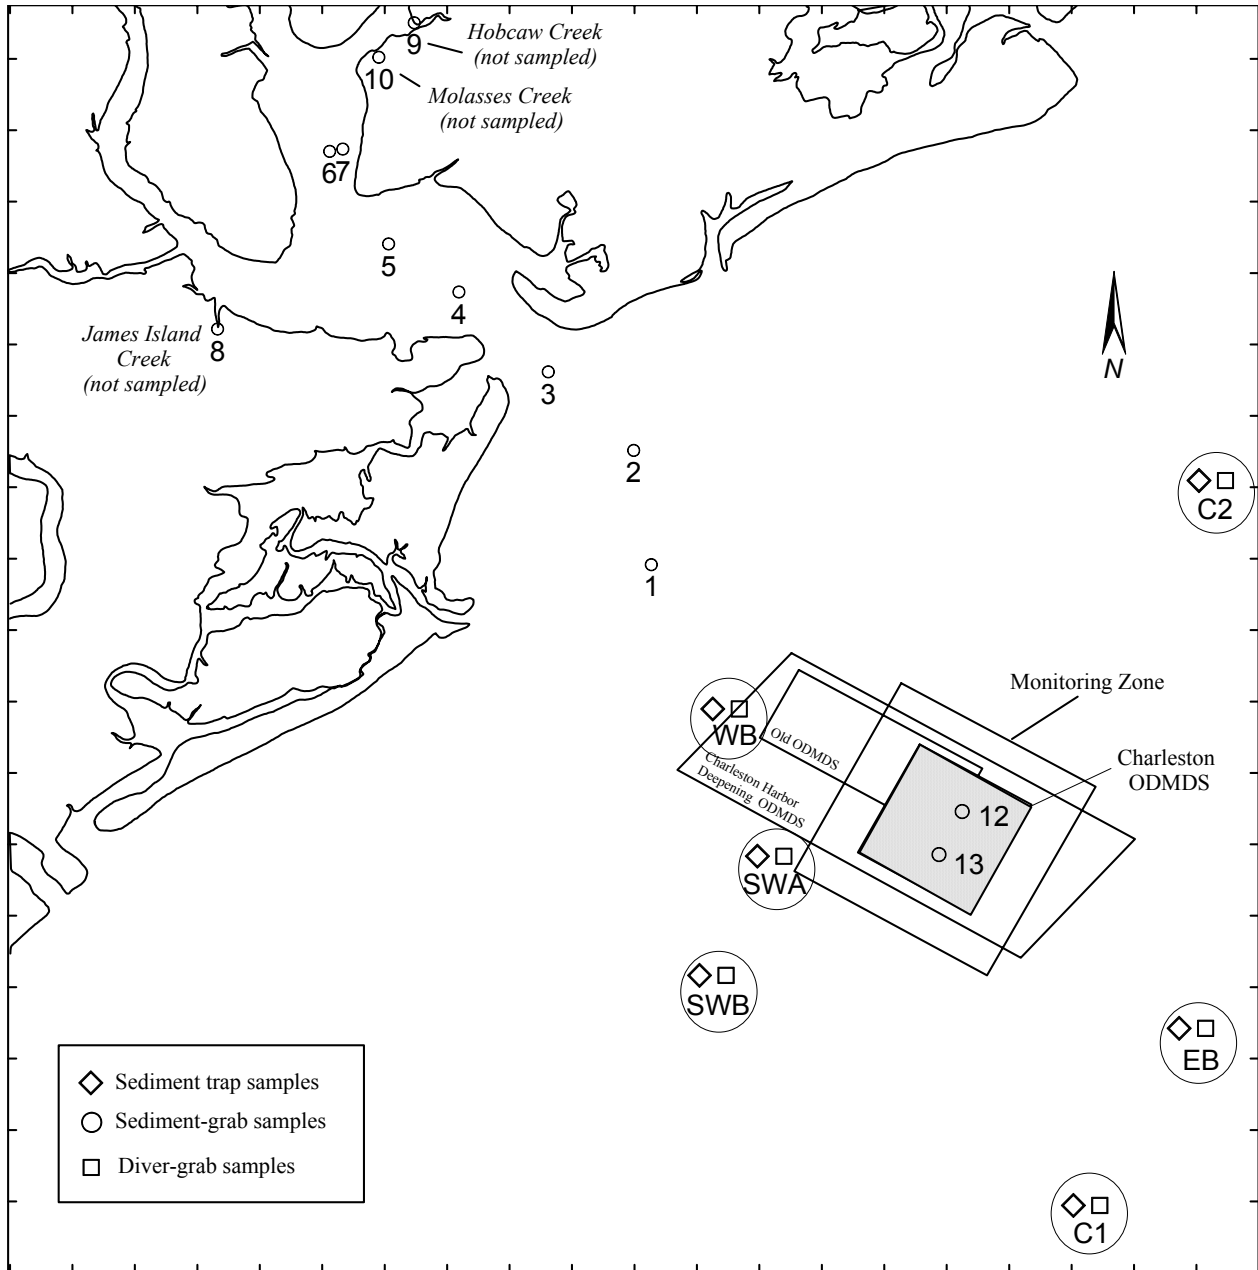 9
Hobcaw Creek
(not sampled)
10
Molasses Creek
(not sampled)
6
7
5
4
James Island
Creek
(not sampled)
8
3
N
2
C2
1
Monitoring Zone
WB
Old ODMDS
Charleston Harbor
Deepening ODMDS
Charleston
ODMDS
12
13
SWA
SWB
EB
Sediment trap samples
Sediment-grab samples
Diver-grab samples
C1